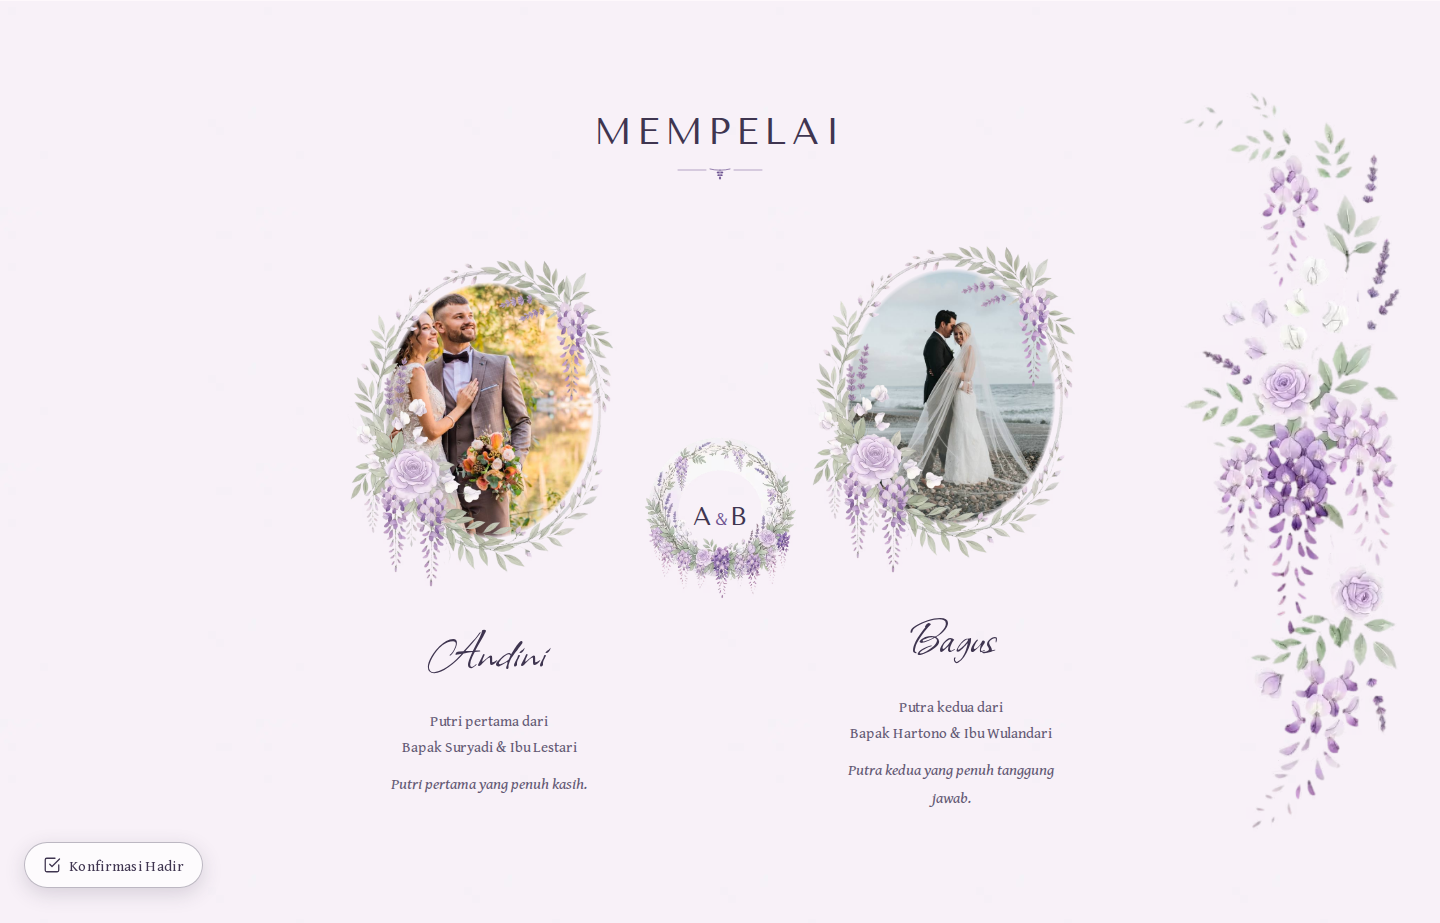 MEMPELAI
A & B
Andini
Putri pertama dari
Bapak Suryadi & Ibu Lestari
Putri pertama yang penuh kasih.
Bagus
Putra kedua dari
Bapak Hartono & Ibu Wulandari
Putra kedua yang penuh tanggung
jawab.
Konfirmasi Hadir